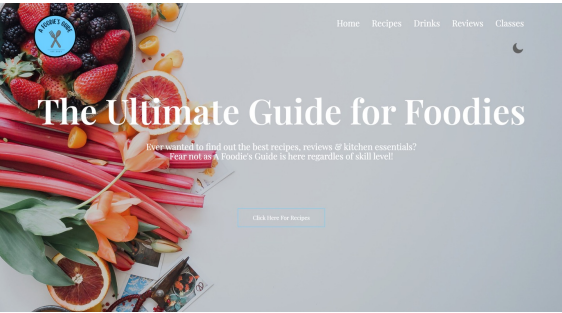 A FOODIE'S GUIDE
Home Recipes Drinks Reviews Classes
The Ultimate Guide for Foodies
Ever wanted to find out the best recipes, reviews & kitchen essentials?
Fear not as A Foodie's Guide is here regardles of skill level!
Click Here For Recipes